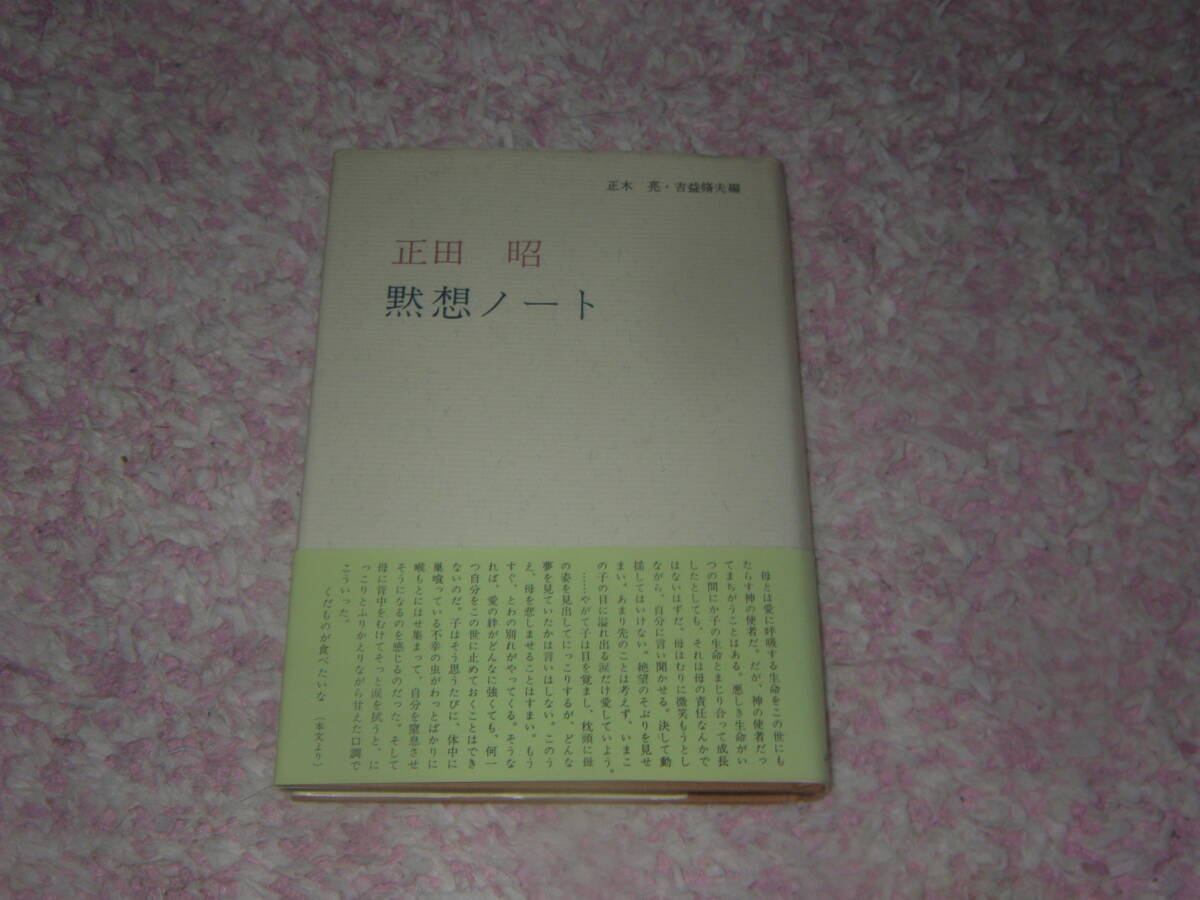 正木　亮・吉益脩夫編
正田　昭
黙想ノート
母とは愛に呼吸する生命をこの世にも
たらす神の使者だ。だが、神の使者だっ
てまちがうことはある。悪しき生命がい
つの間にか子の生命とまじり合って成長
したとしても、それは母の責任なんかで
はないはずだ。母はむりに微笑もうとし
ながら、自分に言い聞かせる。決して動
揺してはいけない。絶望のそぶりを見せ
まい。あまり先のことは考えず、いまこ
の子の目に溢れ出る涙だけ愛していよう。
……やがて子は目を覚まし、枕頭に母
の姿を見出してにっこりするが、どんな
夢を見ていたかは言いはしない。このう
え、母を悲しませることはすまい。もう
すぐ、とわの別れがやってくる。そうな
れば、愛の絆がどんなに強くても、何一
つ自分をこの世に止めておくことはでき
ないのだ。子はそう思うたびに、体中に
巣喰っている不幸の虫がわっとばかりに
喉もとにはせ集まって、自分を窒息させ
そうになるのを感じるのだった。そして
母に背中をむけてそっと涙を拭うと、に
っこりとふりかえりながら甘えた口調で
こういった。
くだものが食べたいな　（本文より）